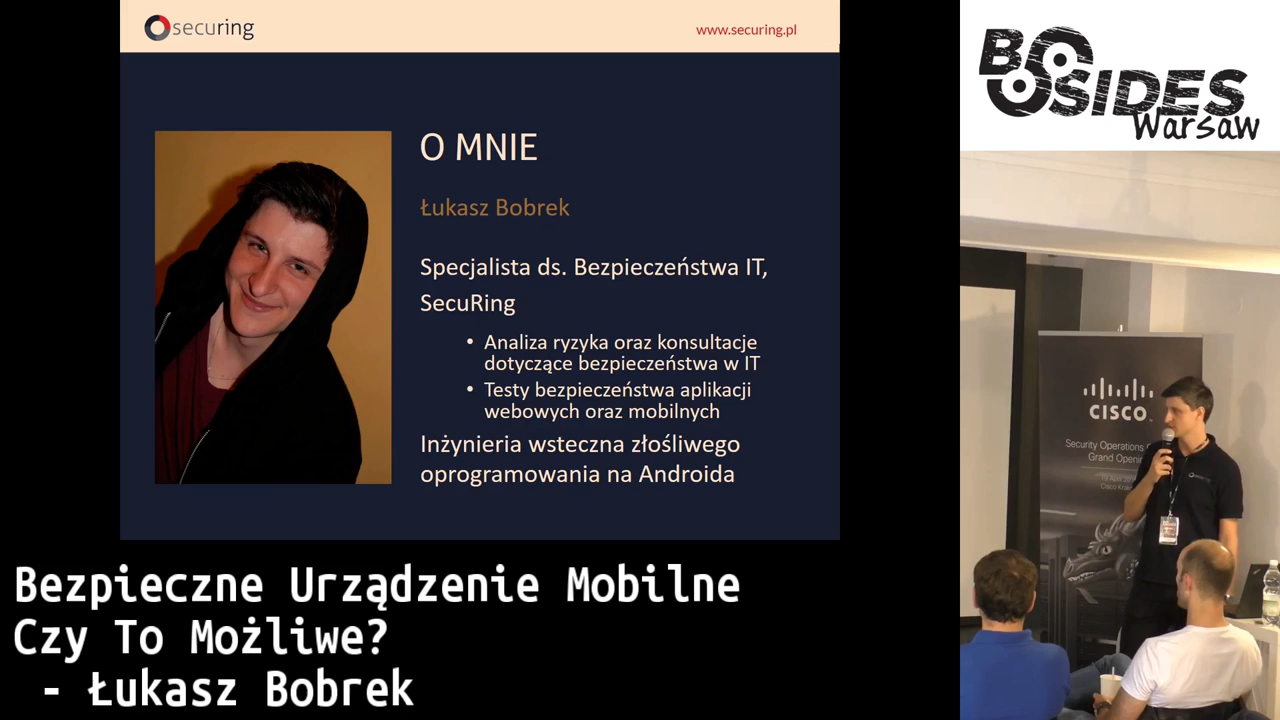 securing
www.securing.pl
O MNIE
Łukasz Bobrek
Specjalista ds. Bezpieczeństwa IT,
SecuRing
• Analiza ryzyka oraz konsultacje
dotyczące bezpieczeństwa w IT
• Testy bezpieczeństwa aplikacji
webowych oraz mobilnych
Inżynieria wsteczna złośliwego
oprogramowania na Androida
BSIDES
Warsaw
CISCO
Security Operations
Grand Opening
Bezpieczne Urządzenie Mobilne
Czy To Możliwe?
- Łukasz Bobrek